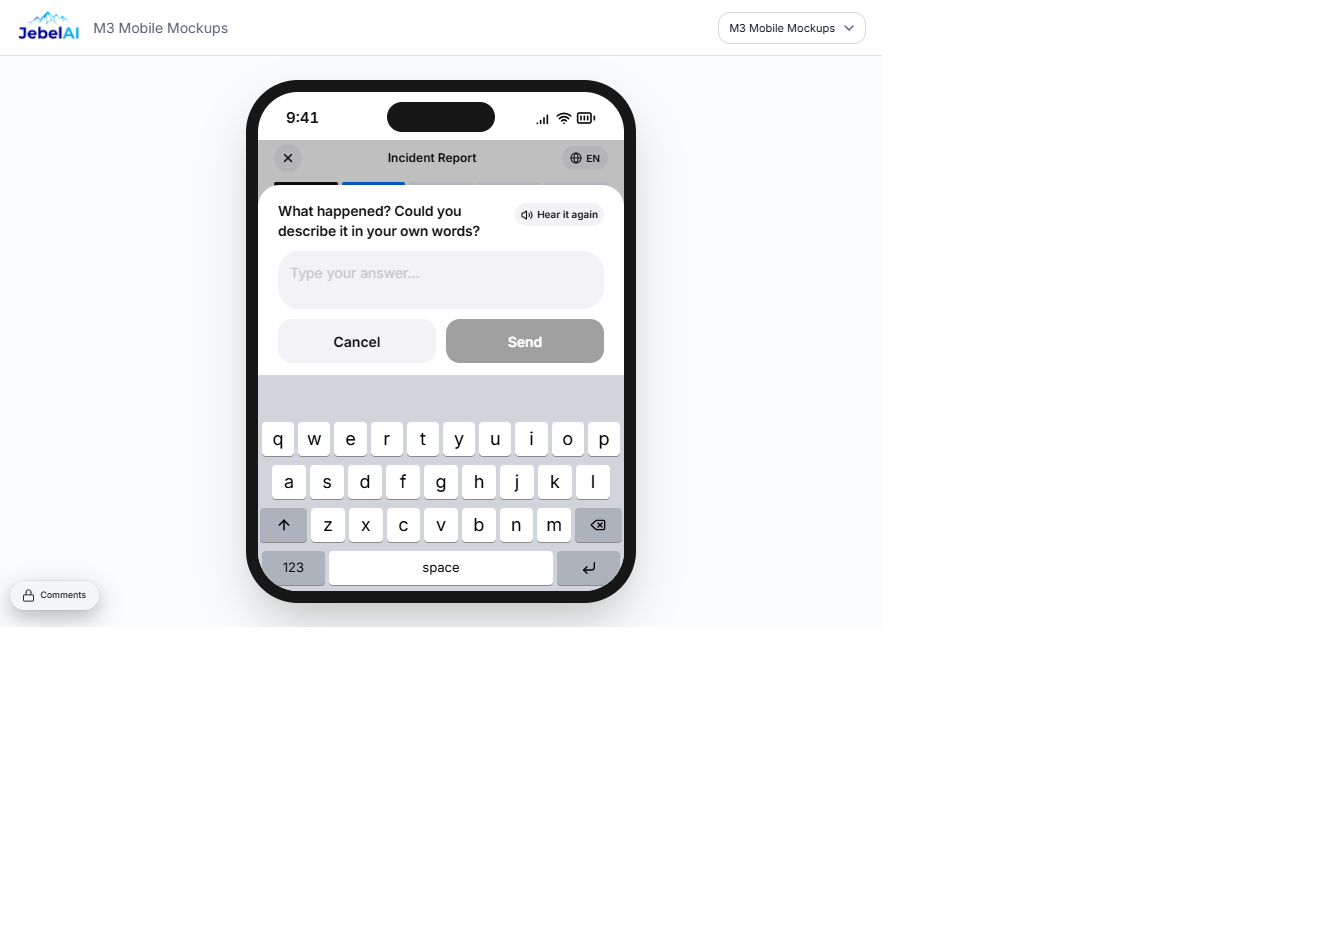 JebelAI
M3 Mobile Mockups
M3 Mobile Mockups
9:41
Incident Report
EN
What happened? Could you
describe it in your own words?
Hear it again
Type your answer...
Cancel
Send
q w e r t y u i o p
a s d f g h j k l
z x c v b n m
123
space
Comments